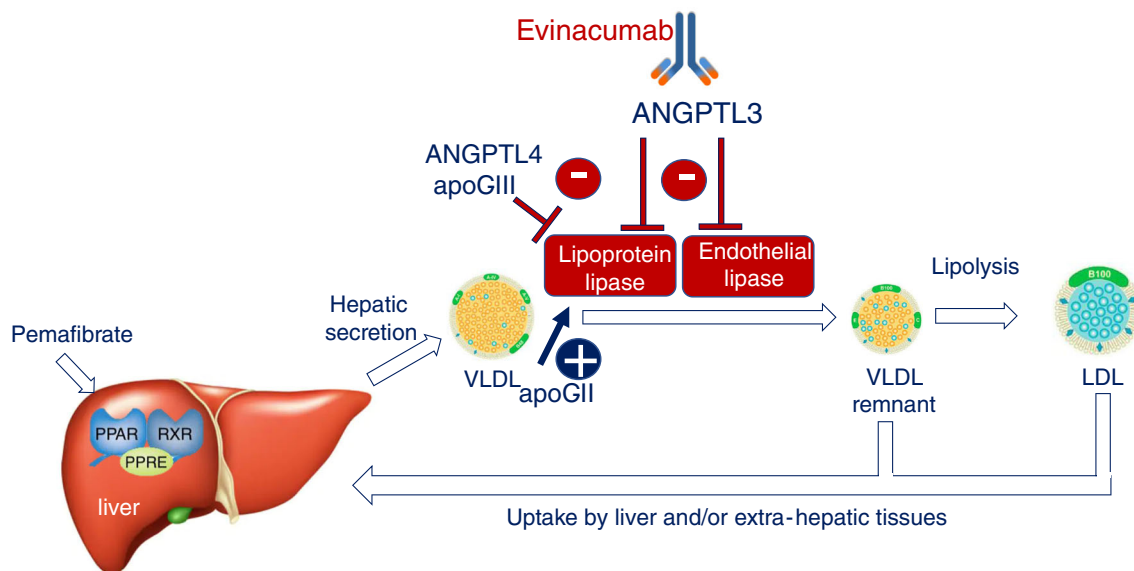 Evinacumab
ANGPTL3
ANGPTL4
apoGIII
-
-
Lipoprotein
lipase
Endothelial
lipase
Lipolysis
B100
B100
Hepatic
secretion
Pemafibrate
VLDL
apoGII
+
VLDL
remnant
LDL
PPAR
RXR
PPRE
liver
Uptake by liver and/or extra-hepatic tissues